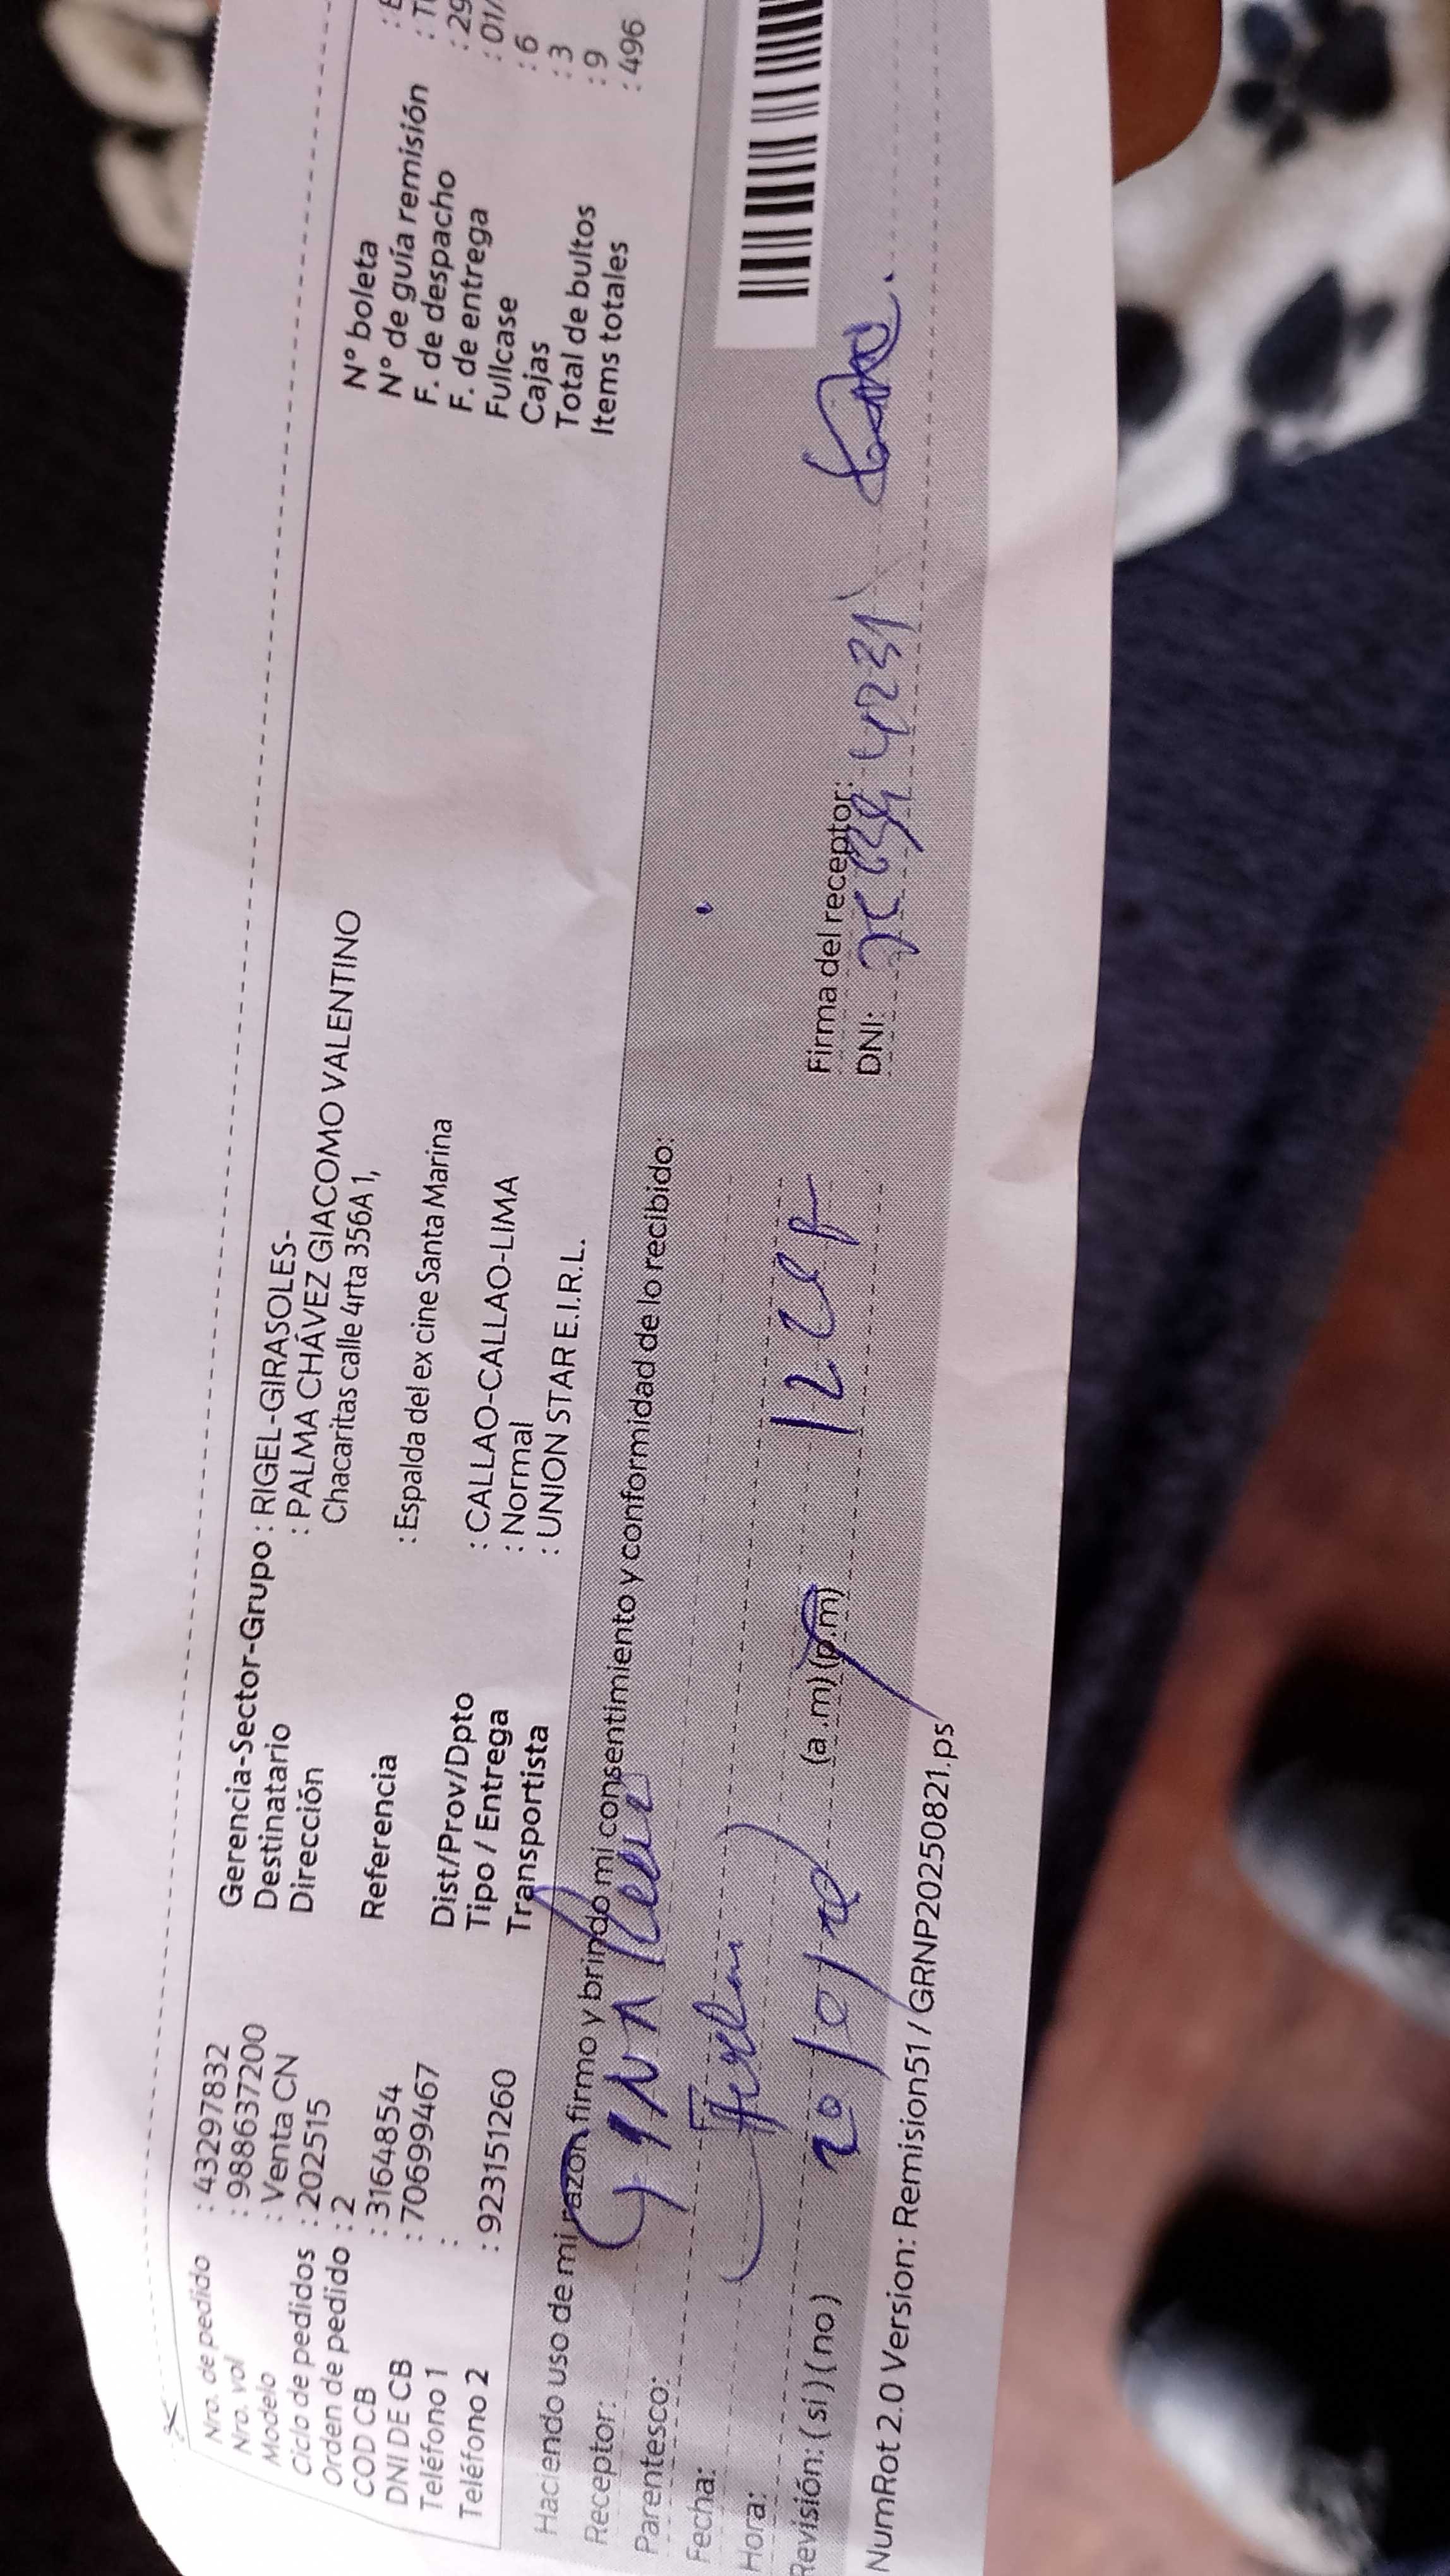 Nro. de pedido : 43297832
Nro. vol : 988637200
Modelo : Venta CN
Ciclo de pedidos : 202515
Orden de pedido : 2
COD CB : 3164854
DNI DE CB : 70699467
Teléfono 1 :
Teléfono 2 : 923151260
Gerencia-Sector-Grupo : RIGEL-GIRASOLES-
Destinatario : PALMA CHÁVEZ GIACOMO VALENTINO
Dirección Chacaritas calle 4rta 356A 1,
Referencia : Espalda del ex cine Santa Marina
Dist/Prov/Dpto : CALLAO-CALLAO-LIMA
Tipo / Entrega : Normal
Transportista : UNION STAR E.I.R.L.
N° boleta
N° de guía remisión
F. de despacho : 29
F. de entrega : 01/
Fullcase : 6
Cajas : 3
Total de bultos : 9
Items totales : 496
Haciendo uso de mi razón firmo y brindo mi consentimiento y conformidad de lo recibido:
Receptor:
Parentesco:
Fecha:
Hora: (a.m) (p.m)
Revisión: ( si ) ( no )
Firma del receptor:
DNI:
NumRot 2.0 Version: Remision51 / GRNP20250821.ps